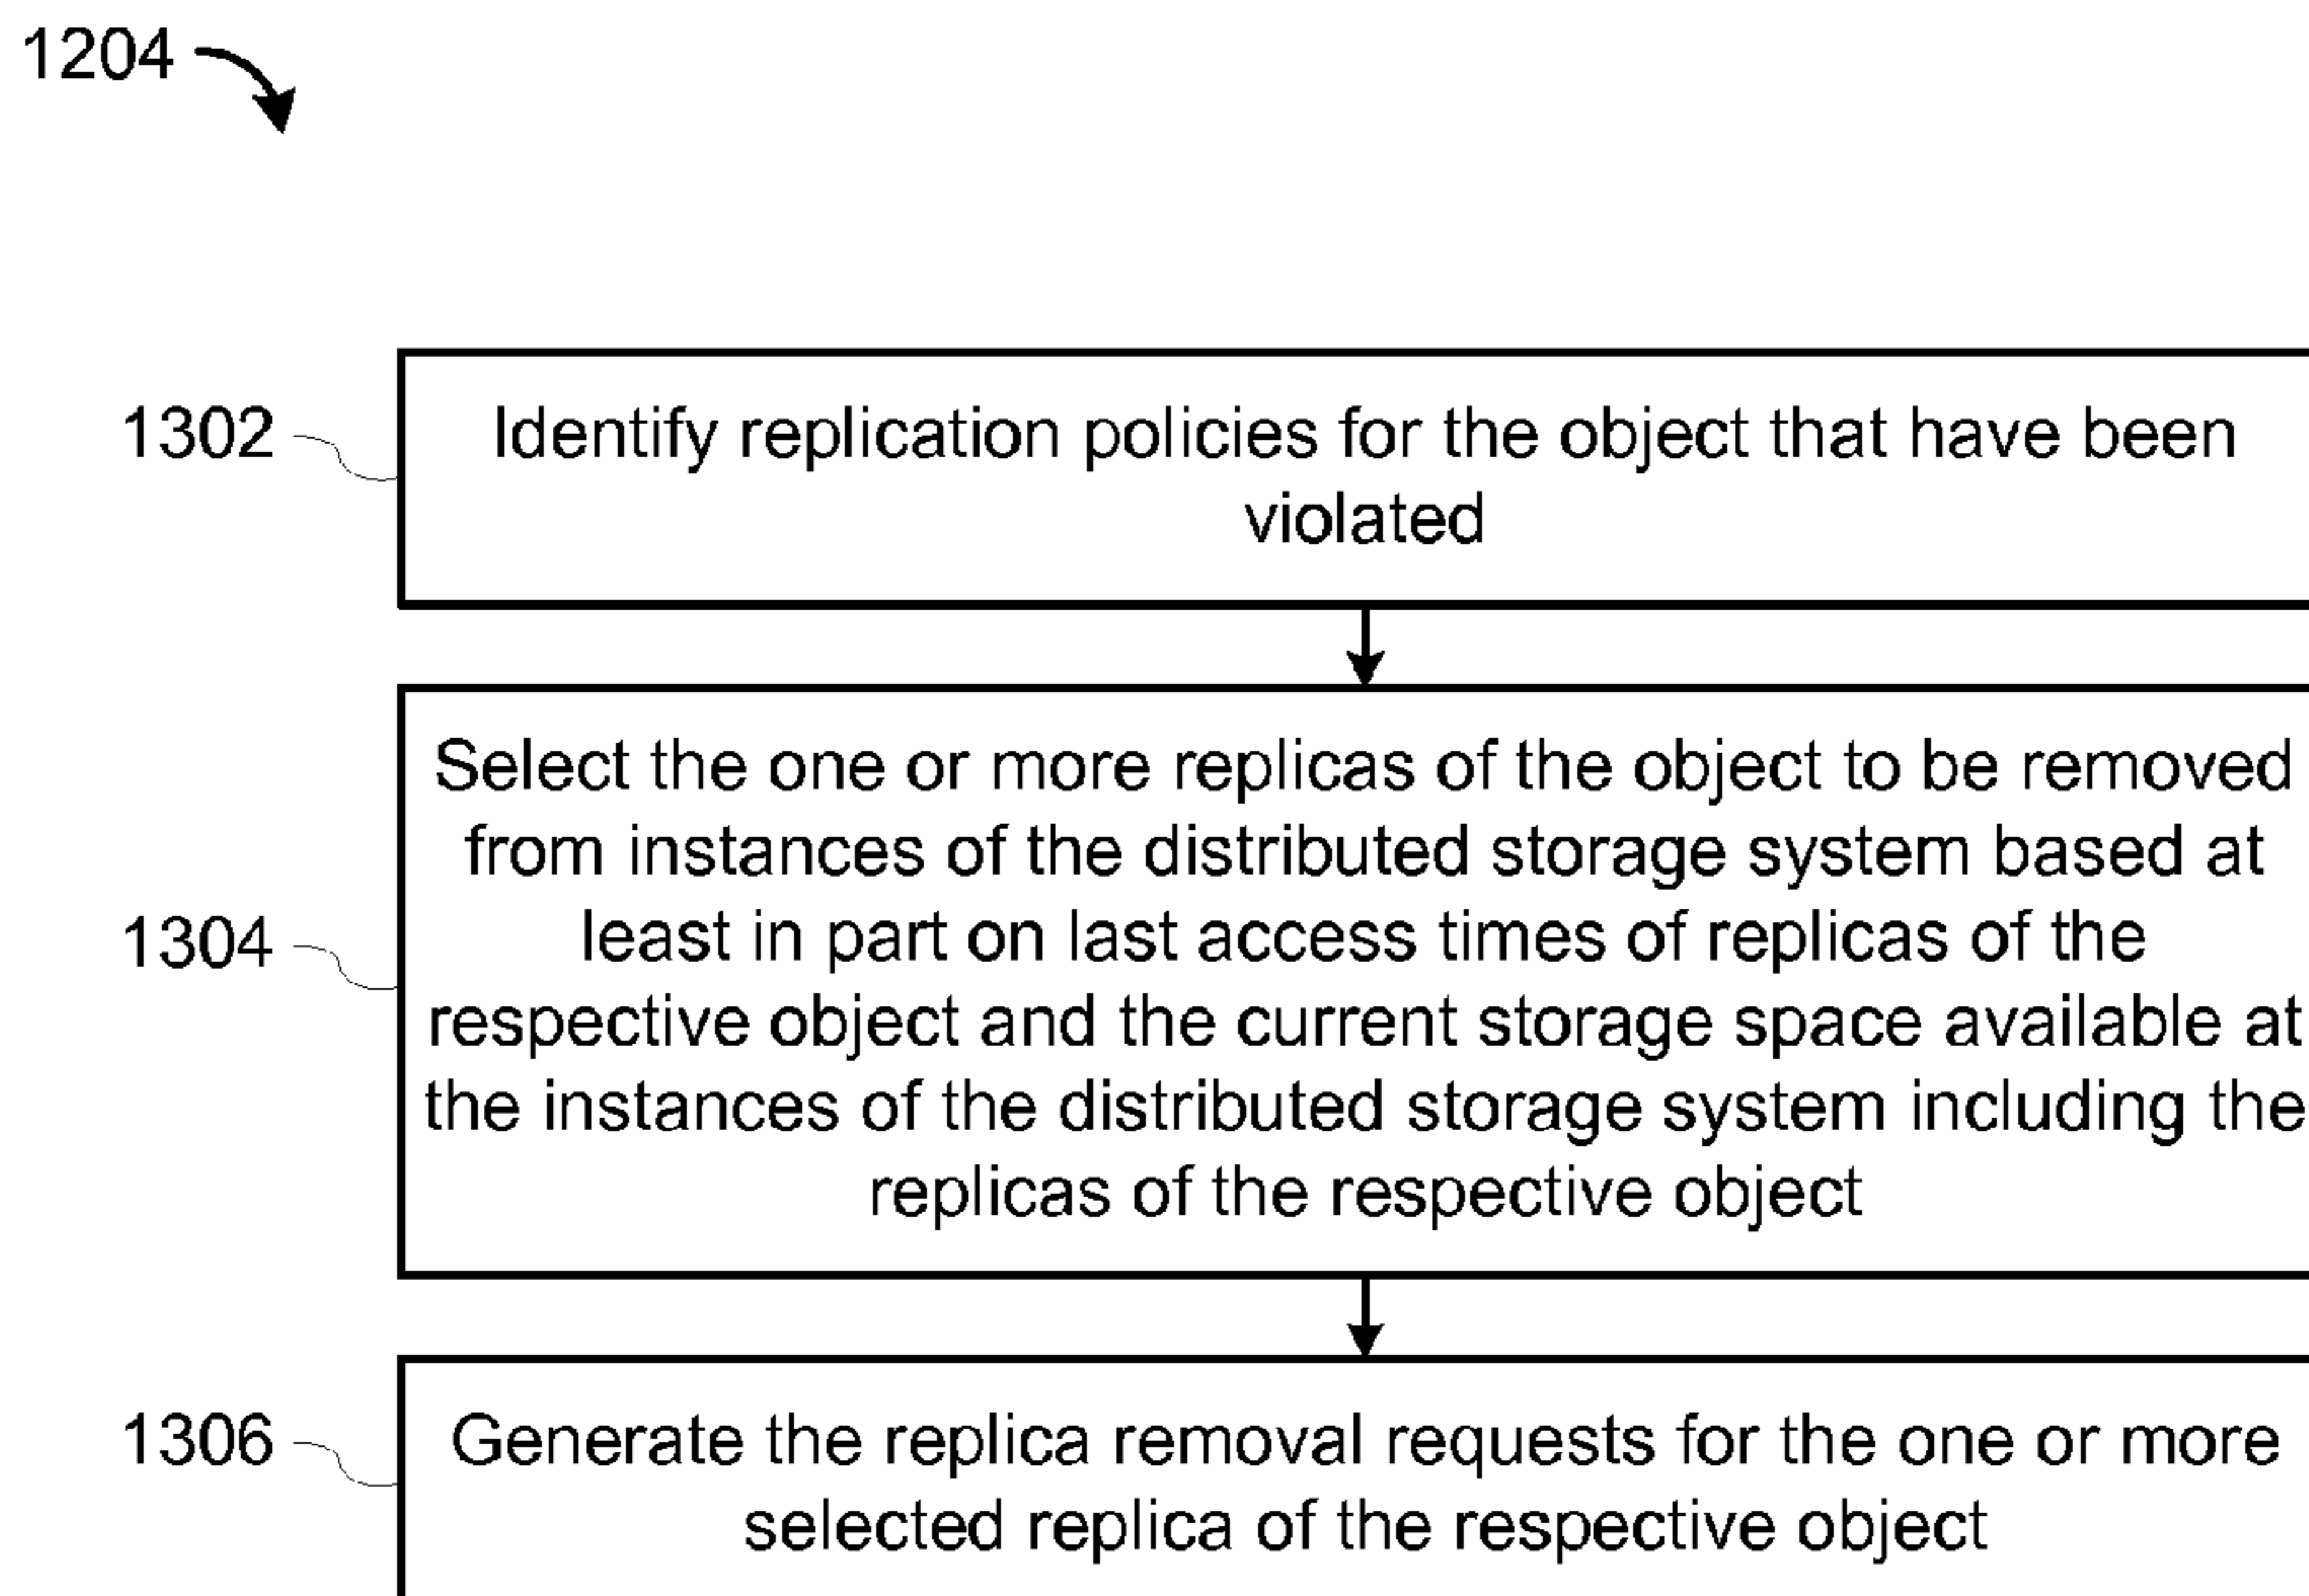 1204
1302
Identify replication policies for the object that have been
violated
1304
Select the one or more replicas of the object to be removed
from instances of the distributed storage system based at
least in part on last access times of replicas of the
respective object and the current storage space available at
the instances of the distributed storage system including the
replicas of the respective object
1306
Generate the replica removal requests for the one or more
selected replica of the respective object